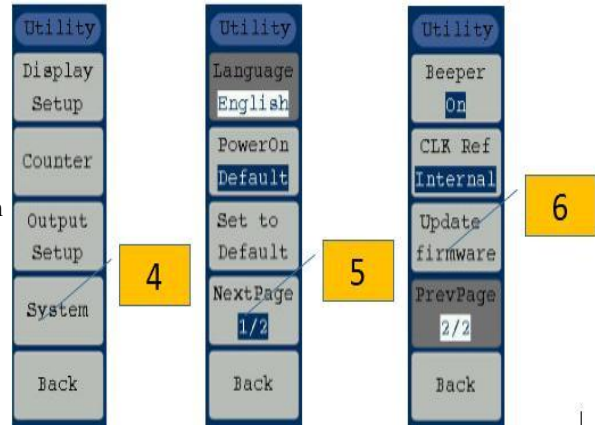 Utility
Display
Setup
Counter
Output
Setup
System
Back
4
Utility
Language
English
PowerOn
Default
Set to
Default
NextPage
1/2
Back
5
Utility
Beeper
On
CLK Ref
Internal
Update
firmware
PrevPage
2/2
Back
6